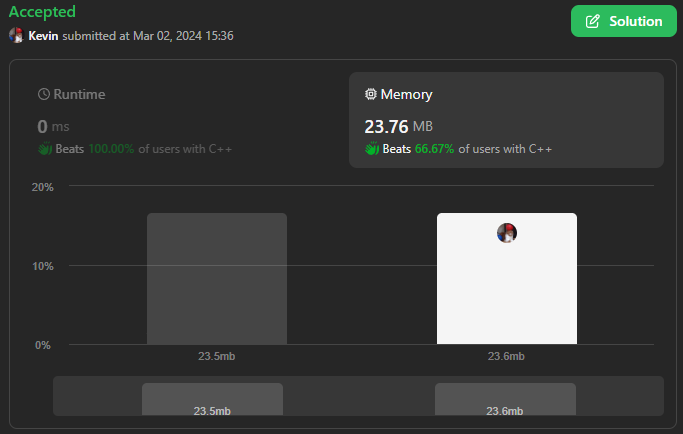 Accepted
Solution
Kevin submitted at Mar 02, 2024 15:36
Runtime
0 ms
Beats 100.00% of users with C++
Memory
23.76 MB
Beats 66.67% of users with C++
20%
10%
0%
23.5mb
23.6mb
23.5mb
23.6mb